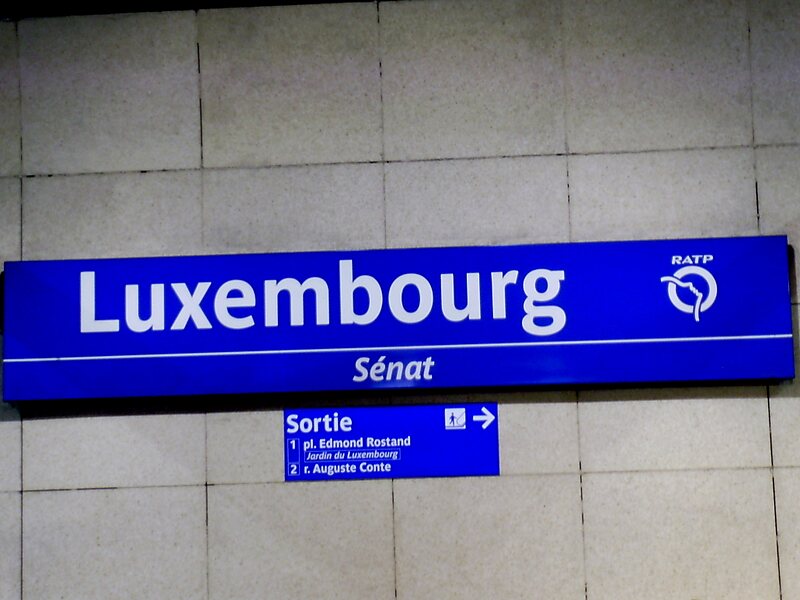 RATP
Luxembourg
Sénat
Sortie
1 pl. Edmond Rostand
Jardin du Luxembourg
2 r. Auguste Conte